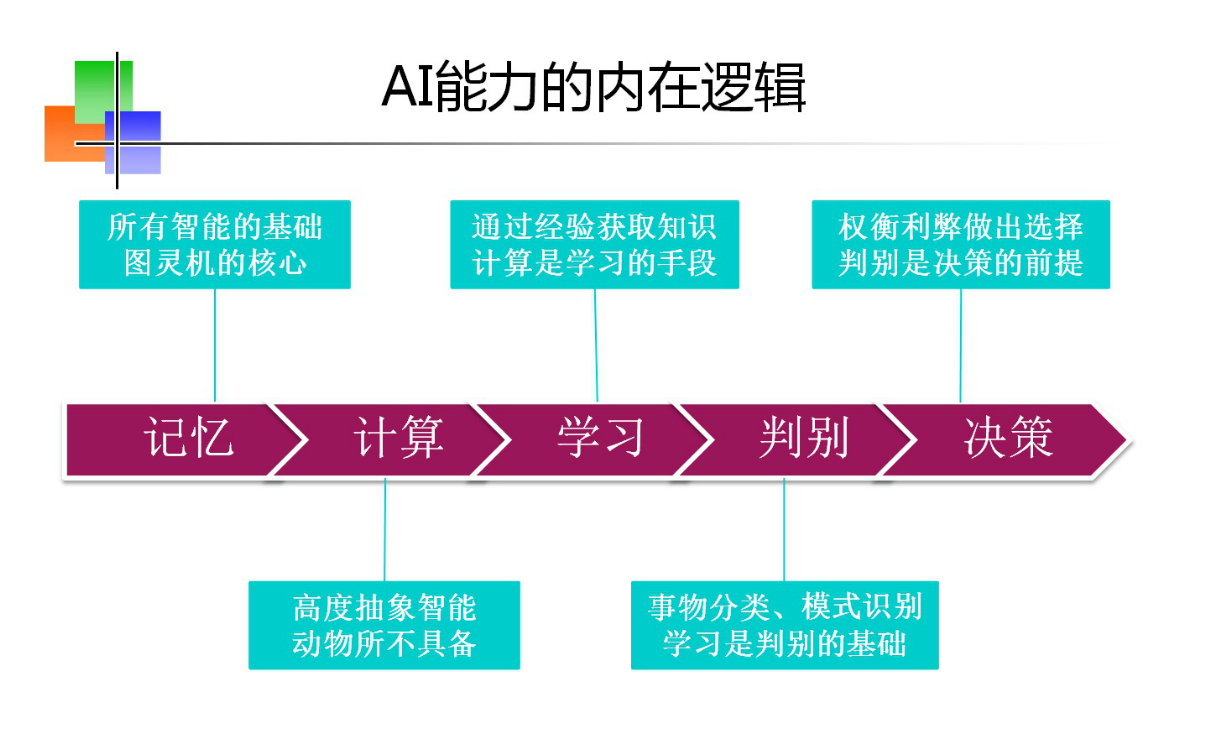 AI能力的内在逻辑
所有智能的基础
图灵机的核心
通过经验获取知识
计算是学习的手段
权衡利弊做出选择
判别是决策的前提
记忆
计算
学习
判别
决策
高度抽象智能
动物所不具备
事物分类、模式识别
学习是判别的基础